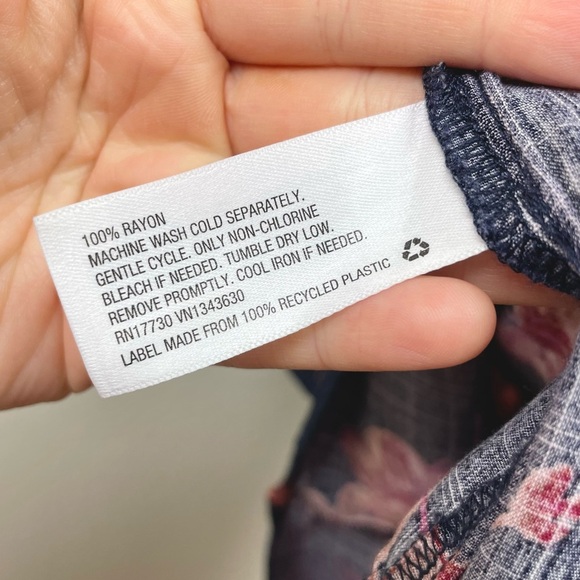 100% RAYON
MACHINE WASH COLD SEPARATELY.
GENTLE CYCLE. ONLY NON-CHLORINE
BLEACH IF NEEDED. TUMBLE DRY LOW.
REMOVE PROMPTLY. COOL IRON IF NEEDED.
RN17730 VN1343630
LABEL MADE FROM 100% RECYCLED PLASTIC